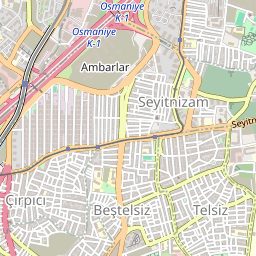 Osmaniye
K-1
Osmaniye
K-1
Ambarlar
Seyitnizam
Seyitn
Çırpıcı
Beştelsiz
Telsiz